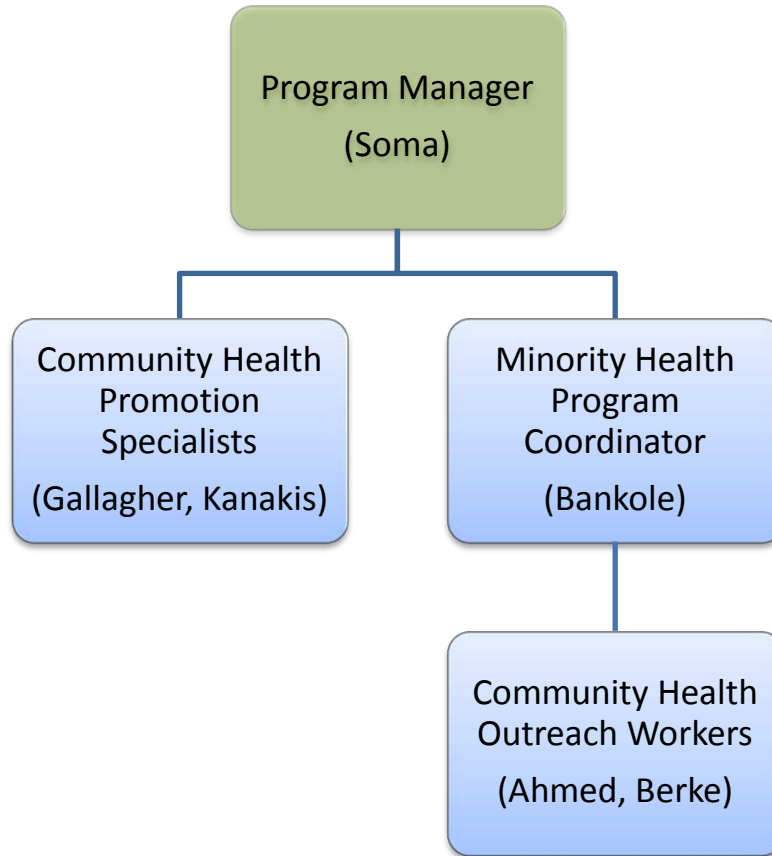 Program Manager
(Soma)
Community Health
Promotion
Specialists
(Gallagher, Kanakis)
Minority Health
Program
Coordinator
(Bankole)
Community Health
Outreach Workers
(Ahmed, Berke)